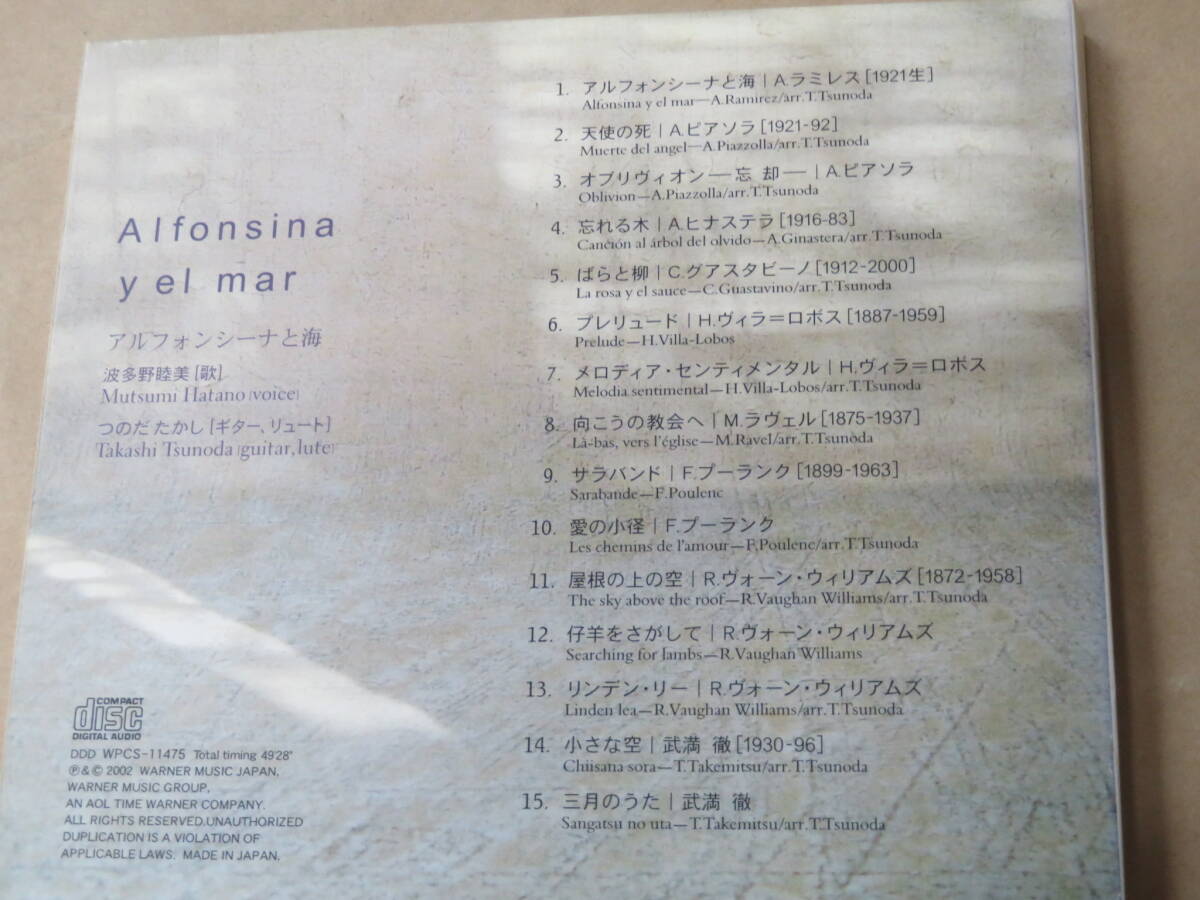 Alfonsina
y el mar
アルフォンシーナと海
波多野睦美[歌]
Mutsumi Hatano[voice]
つのだ たかし[ギター、リュート]
Takashi Tsunoda[guitar,lute]
1. アルフォンシーナと海|A.ラミレス[1921生]
Alfonsina y el mar—A.Ramirez/arr.T.Tsunoda
2. 天使の死|A.ピアソラ[1921-92]
Muerte del angel—A.Piazzolla/arr.T.Tsunoda
3. オブリヴィオン—忘 却—|A.ピアソラ
Oblivion—A.Piazzolla/arr.T.Tsunoda
4. 忘れる木|A.ヒナステラ[1916-83]
Canción al árbol del olvido—A.Ginastera/arr.T.Tsunoda
5. ばらと柳|C.グアスタビーノ[1912-2000]
La rosa y el sauce—C.Guastavino/arr.T.Tsunoda
6. プレリュード|H.ヴィラ=ロボス[1887-1959]
Prelude—H.Villa-Lobos
7. メロディア・センティメンタル|H.ヴィラ=ロボス
Melodia sentimental—H.Villa-Lobos/arr.T.Tsunoda
8. 向こうの教会へ|M.ラヴェル[1875-1937]
Là-bas, vers l'église—M.Ravel/arr.T.Tsunoda
9. サラバンド|F.プーランク[1899-1963]
Sarabande—F.Poulenc
10. 愛の小径|F.プーランク
Les chemins de l'amour—F.Poulenc/arr.T.Tsunoda
11. 屋根の上の空|R.ヴォーン・ウィリアムズ[1872-1958]
The sky above the roof—R.Vaughan Williams/arr.T.Tsunoda
12. 仔羊をさがして|R.ヴォーン・ウィリアムズ
Searching for lambs—R.Vaughan Williams
13. リンデン・リー|R.ヴォーン・ウィリアムズ
Linden lea—R.Vaughan Williams/arr.T.Tsunoda
14. 小さな空|武満 徹[1930-96]
Chiisana sora—T.Takemitsu/arr.T.Tsunoda
15. 三月のうた|武満 徹
Sangatsu no uta—T.Takemitsu/arr.T.Tsunoda
COMPACT
disc
DIGITAL AUDIO
DDD WPCS-11475 Total timing 49'28"
℗&© 2002 WARNER MUSIC JAPAN.
WARNER MUSIC GROUP,
AN AOL TIME WARNER COMPANY.
ALL RIGHTS RESERVED.UNAUTHORIZED
DUPLICATION IS A VIOLATION OF
APPLICABLE LAWS. MADE IN JAPAN.